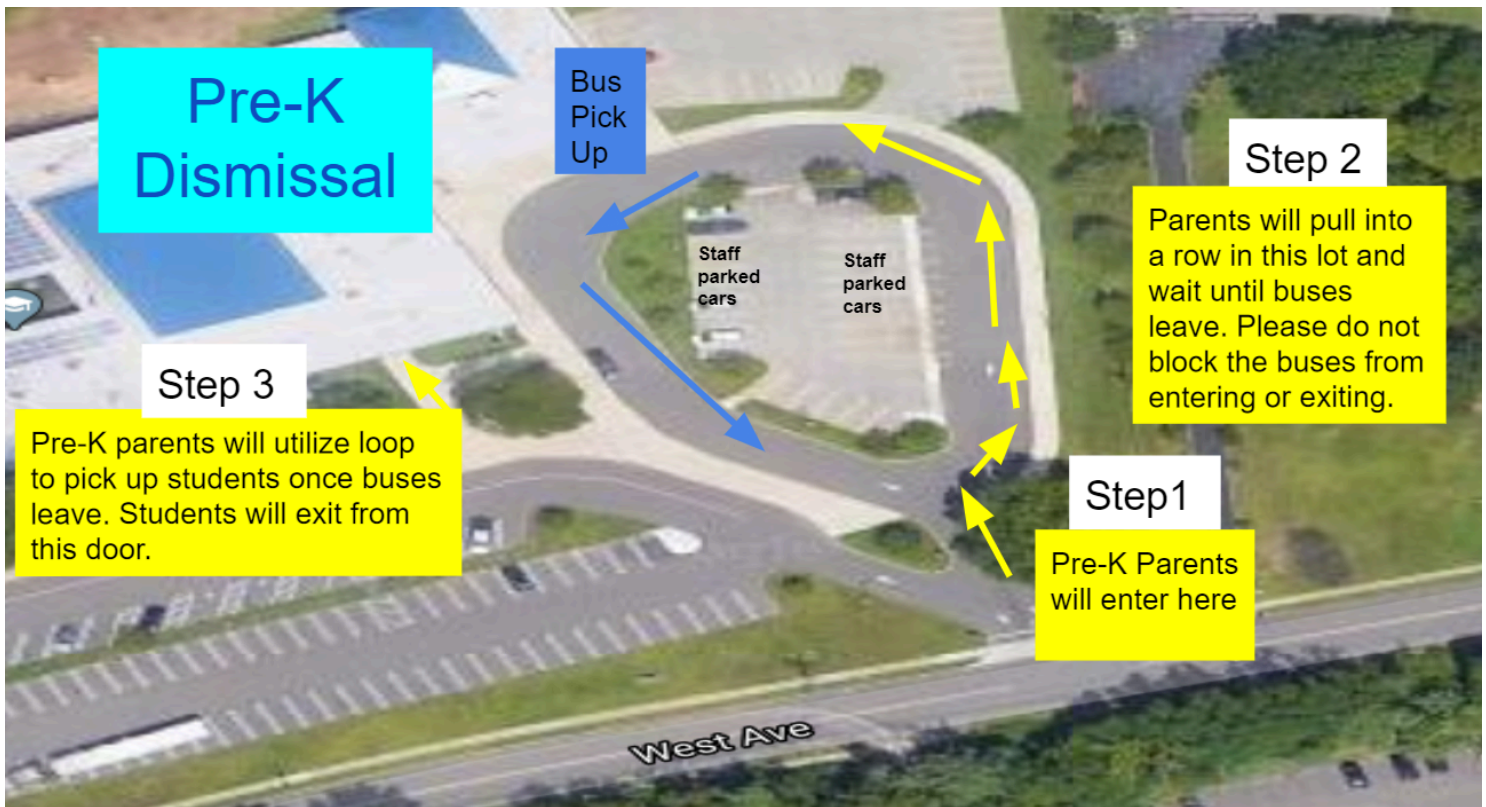 Pre-K
Dismissal
Bus
Pick
Up
Staff
parked
cars
Staff
parked
cars
Step 2
Parents will pull into
a row in this lot and
wait until buses
leave. Please do not
block the buses from
entering or exiting.
Step 3
Pre-K parents will utilize loop
to pick up students once buses
leave. Students will exit from
this door.
Step1
Pre-K Parents
will enter here
West Ave